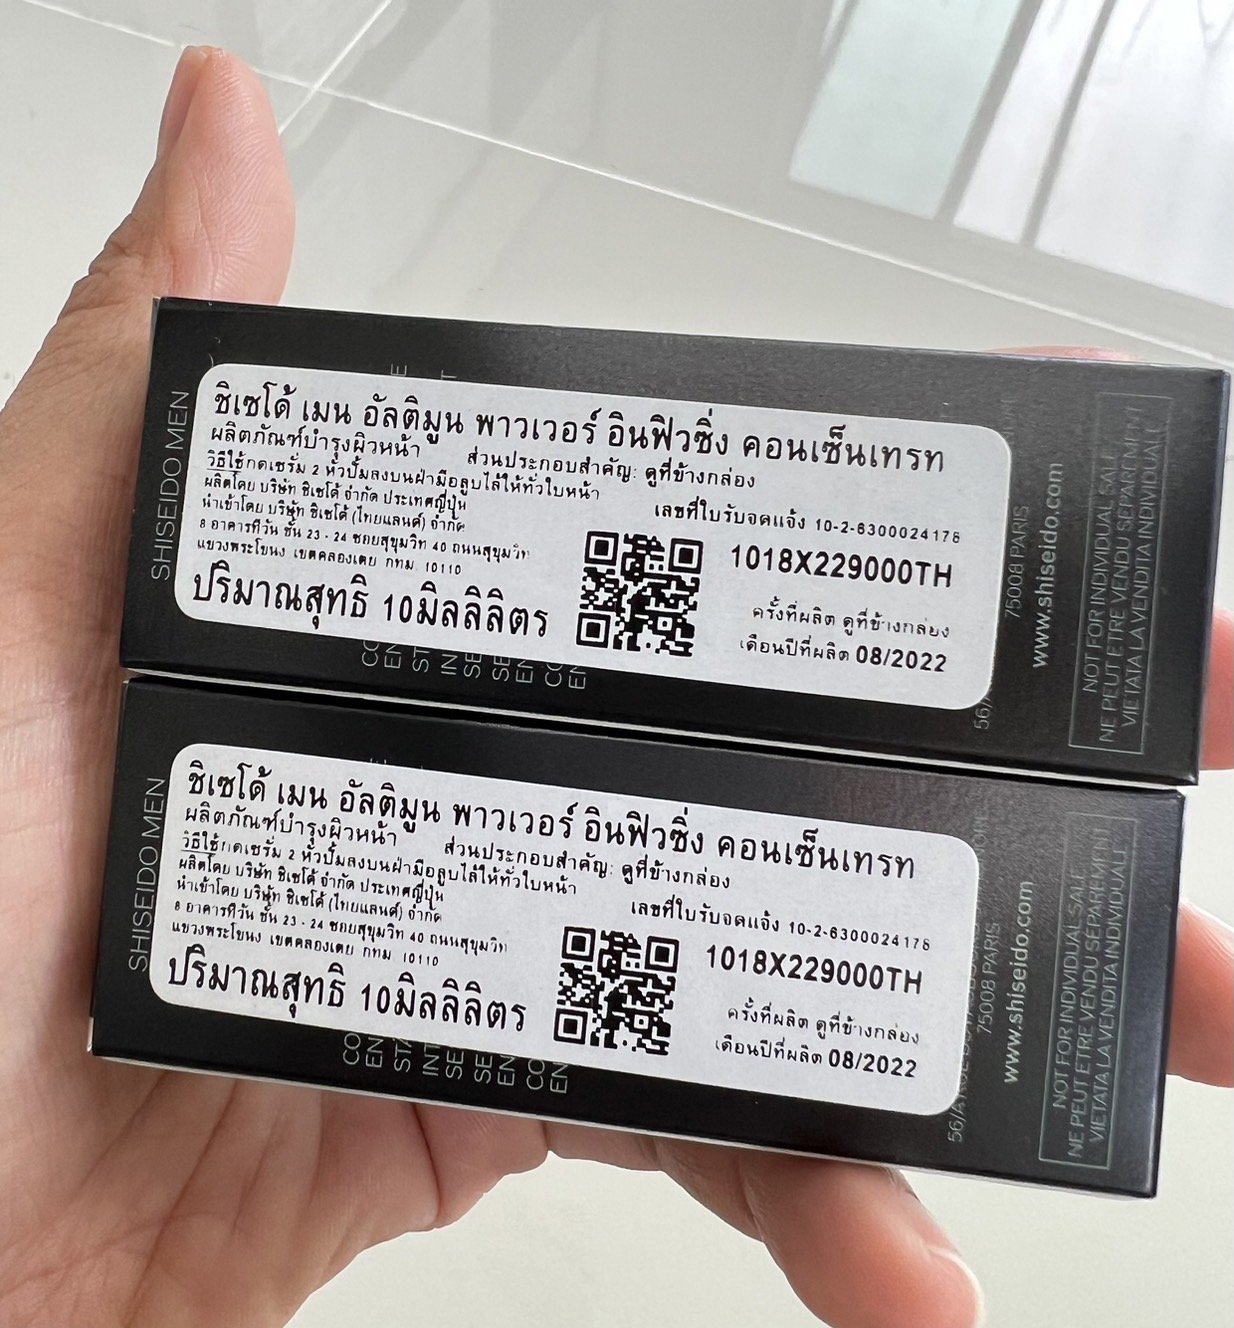 SHISEIDO MEN
ชิเซโด้ เมน อัลติมูน พาวเวอร์ อินฟิวซิ่ง คอนเซ็นเทรท
ผลิตภัณฑ์บำรุงผิวหน้า ส่วนประกอบสำคัญ: ดูที่ข้างกล่อง
วิธีใช้กดเซรั่ม 2 หัวปั้มลงบนฝ่ามือลูบไล้ให้ทั่วใบหน้า
ผลิตโดย บริษัท ชิเซโด้ จำกัด ประเทศญี่ปุ่น
นำเข้าโดย บริษัท ชิเซโด้ (ไทยแลนด์) จำกัด
8 อาคารทีวัน ชั้น 23 - 24 ซอยสุขุมวิท 40 ถนนสุขุมวิท
แขวงพระโขนง เขตคลองเตย กทม. 10110
ปริมาณสุทธิ 10มิลลิลิตร
เลขที่ใบรับจดแจ้ง 10-2-6300024176
1018X229000TH
ครั้งที่ผลิต ดูที่ข้างกล่อง
เดือนปีที่ผลิต 08/2022
75008 PARIS
www.shiseido.com
NOT FOR INDIVIDUAL SALE
NE PEUT ETRE VENDU SEPAREMENT
VIETATA LA VENDITA INDIVIDUALE
SHISEIDO MEN
ชิเซโด้ เมน อัลติมูน พาวเวอร์ อินฟิวซิ่ง คอนเซ็นเทรท
ผลิตภัณฑ์บำรุงผิวหน้า ส่วนประกอบสำคัญ: ดูที่ข้างกล่อง
วิธีใช้กดเซรั่ม 2 หัวปั้มลงบนฝ่ามือลูบไล้ให้ทั่วใบหน้า
ผลิตโดย บริษัท ชิเซโด้ จำกัด ประเทศญี่ปุ่น
นำเข้าโดย บริษัท ชิเซโด้ (ไทยแลนด์) จำกัด
8 อาคารทีวัน ชั้น 23 - 24 ซอยสุขุมวิท 40 ถนนสุขุมวิท
แขวงพระโขนง เขตคลองเตย กทม 10110
ปริมาณสุทธิ 10มิลลิลิตร
เลขที่ใบรับจดแจ้ง 10-2-6300024176
1018X229000TH
ครั้งที่ผลิต ดูที่ข้างกล่อง
เดือนปีที่ผลิต 08/2022
75008 PARIS
www.shiseido.com
NOT FOR INDIVIDUAL SALE
NE PEUT ETRE VENDU SEPAREMENT
VIETATA LA VENDITA INDIVIDUALE